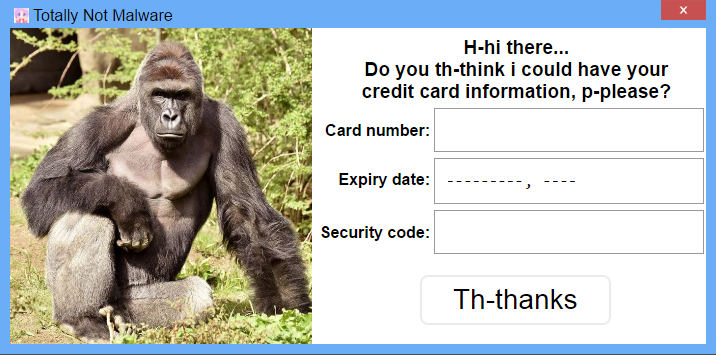 Totally Not Malware
H-hi there...
Do you th-think i could have your
credit card information, p-please?
Card number:
Expiry date: ---------, ----
Security code:
Th-thanks